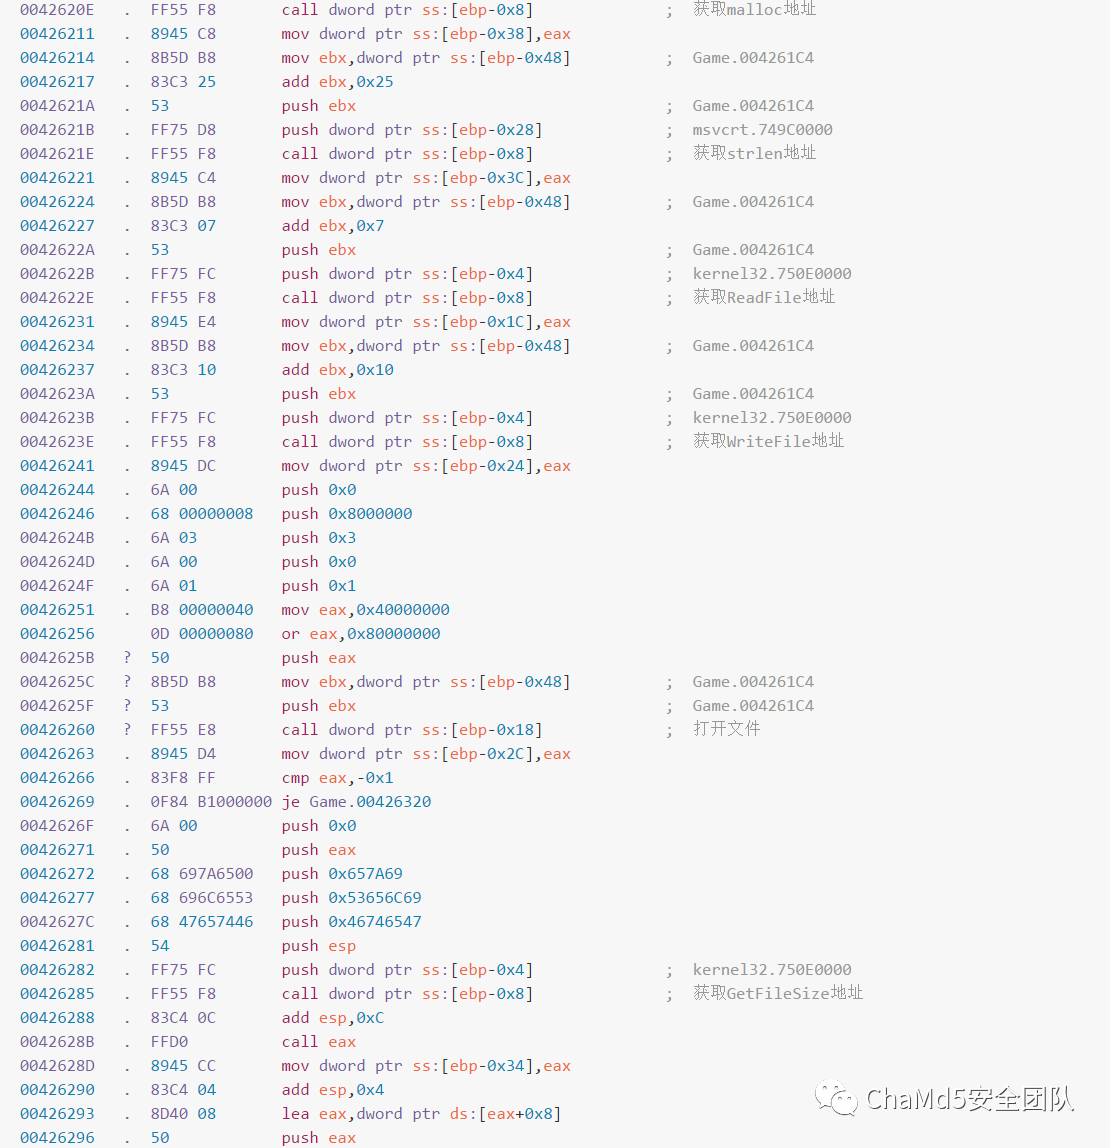 0042620E . FF55 F8 call dword ptr ss:[ebp-0x8] ; 获取malloc地址
00426211 . 8945 C8 mov dword ptr ss:[ebp-0x38],eax
00426214 . 8B5D B8 mov ebx,dword ptr ss:[ebp-0x48] ; Game.004261C4
00426217 . 83C3 25 add ebx,0x25
0042621A . 53 push ebx ; Game.004261C4
0042621B . FF75 D8 push dword ptr ss:[ebp-0x28] ; msvcrt.749C0000
0042621E . FF55 F8 call dword ptr ss:[ebp-0x8] ; 获取strlen地址
00426221 . 8945 C4 mov dword ptr ss:[ebp-0x3C],eax
00426224 . 8B5D B8 mov ebx,dword ptr ss:[ebp-0x48] ; Game.004261C4
00426227 . 83C3 07 add ebx,0x7
0042622A . 53 push ebx ; Game.004261C4
0042622B . FF75 FC push dword ptr ss:[ebp-0x4] ; kernel32.750E0000
0042622E . FF55 F8 call dword ptr ss:[ebp-0x8] ; 获取ReadFile地址
00426231 . 8945 E4 mov dword ptr ss:[ebp-0x1C],eax
00426234 . 8B5D B8 mov ebx,dword ptr ss:[ebp-0x48] ; Game.004261C4
00426237 . 83C3 10 add ebx,0x10
0042623A . 53 push ebx ; Game.004261C4
0042623B . FF75 FC push dword ptr ss:[ebp-0x4] ; kernel32.750E0000
0042623E . FF55 F8 call dword ptr ss:[ebp-0x8] ; 获取WriteFile地址
00426241 . 8945 DC mov dword ptr ss:[ebp-0x24],eax
00426244 . 6A 00 push 0x0
00426246 . 68 00000008 push 0x8000000
0042624B . 6A 03 push 0x3
0042624D . 6A 00 push 0x0
0042624F . 6A 01 push 0x1
00426251 . B8 00000040 mov eax,0x40000000
00426256 0D 00000080 or eax,0x80000000
0042625B ? 50 push eax
0042625C ? 8B5D B8 mov ebx,dword ptr ss:[ebp-0x48] ; Game.004261C4
0042625F ? 53 push ebx ; Game.004261C4
00426260 ? FF55 E8 call dword ptr ss:[ebp-0x18] ; 打开文件
00426263 . 8945 D4 mov dword ptr ss:[ebp-0x2C],eax
00426266 . 83F8 FF cmp eax,-0x1
00426269 . 0F84 B1000000 je Game.00426320
0042626F . 6A 00 push 0x0
00426271 . 50 push eax
00426272 . 68 697A6500 push 0x657A69
00426277 . 68 696C6553 push 0x53656C69
0042627C . 68 47657446 push 0x46746547
00426281 . 54 push esp
00426282 . FF75 FC push dword ptr ss:[ebp-0x4] ; kernel32.750E0000
00426285 . FF55 F8 call dword ptr ss:[ebp-0x8] ; 获取GetFileSize地址
00426288 . 83C4 0C add esp,0xC
0042628B . FFD0 call eax
0042628D . 8945 CC mov dword ptr ss:[ebp-0x34],eax
00426290 . 83C4 04 add esp,0x4
00426293 . 8D40 08 lea eax,dword ptr ds:[eax+0x8]
00426296 . 50 push eax
ChaMd5安全团队